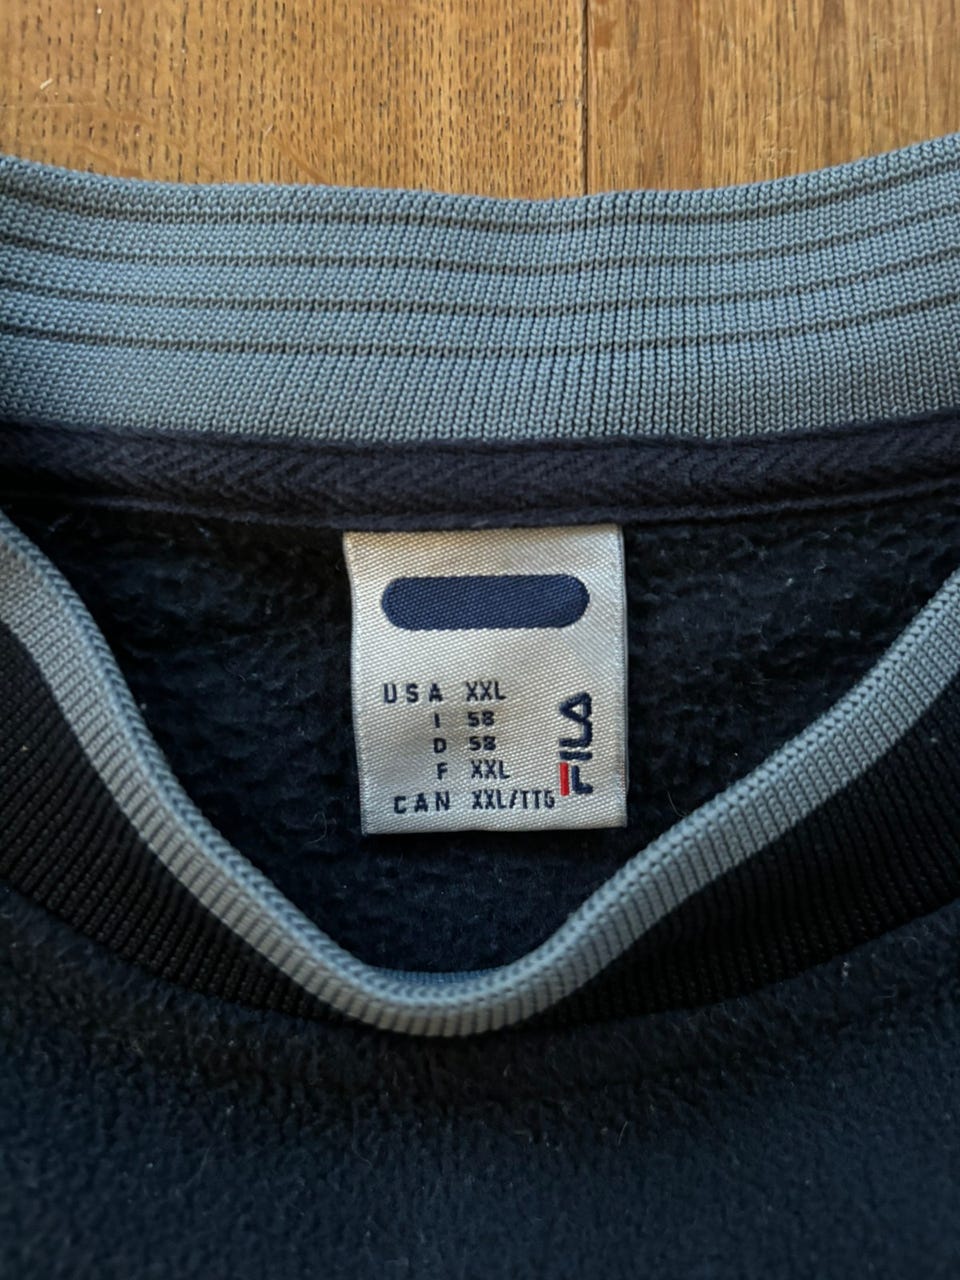 USA XXL
I 58
D 58
F XXL
CAN XXL/TTG
FILA